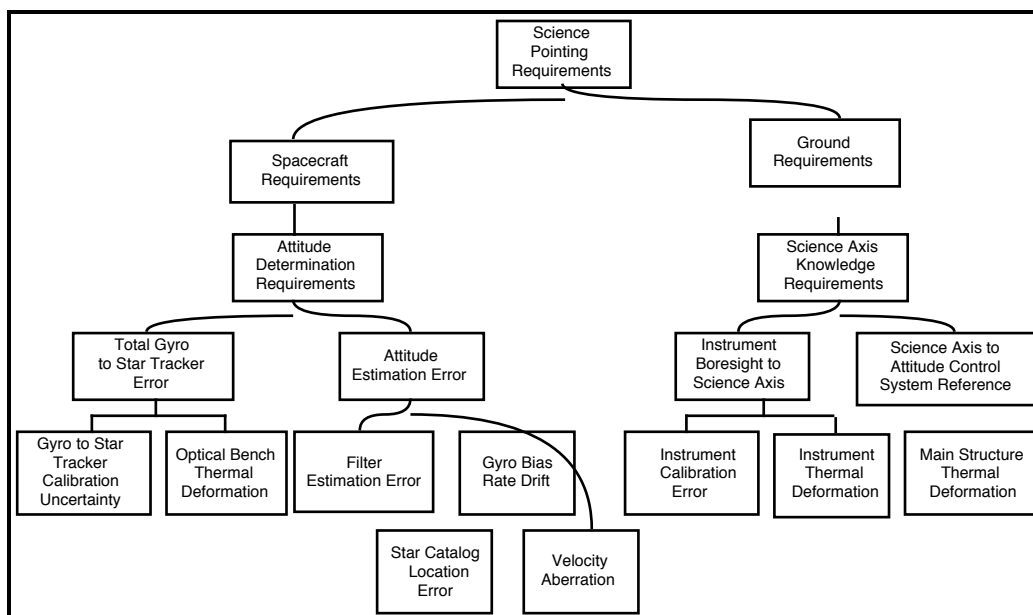 Science
Pointing
Requirements
Spacecraft
Requirements
Ground
Requirements
Attitude
Determination
Requirements
Science Axis
Knowledge
Requirements
Total Gyro
to Star Tracker
Error
Attitude
Estimation Error
Instrument
Boresight to
Science Axis
Science Axis to
Attitude Control
System Reference
Gyro to Star
Tracker
Calibration
Uncertainty
Optical Bench
Thermal
Deformation
Filter
Estimation Error
Gyro Bias
Rate Drift
Instrument
Calibration
Error
Instrument
Thermal
Deformation
Main Structure
Thermal
Deformation
Star Catalog
Location
Error
Velocity
Aberration